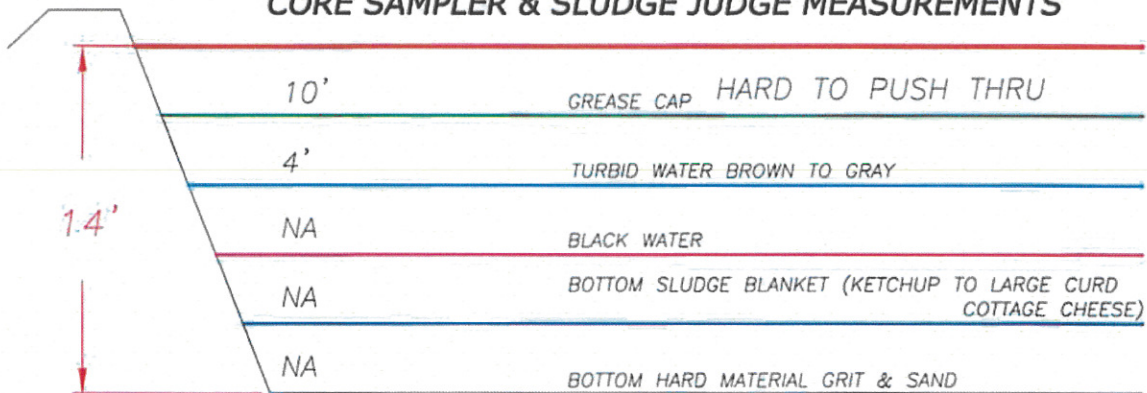 CORE SAMPLER & SLUDGE JUDGE MEASUREMENTS
10' GREASE CAP HARD TO PUSH THRU
4' TURBID WATER BROWN TO GRAY
14'
NA BLACK WATER
NA BOTTOM SLUDGE BLANKET (KETCHUP TO LARGE CURD
COTTAGE CHEESE)
NA BOTTOM HARD MATERIAL GRIT & SAND